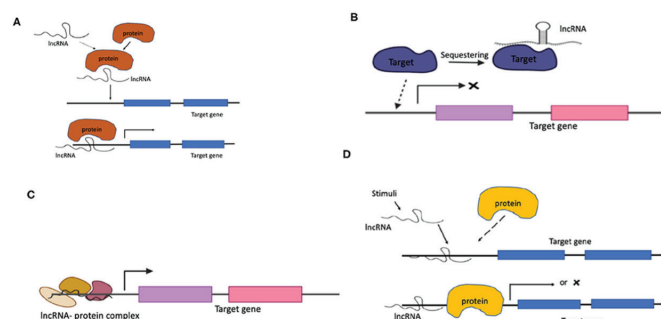 A
lncRNA
protein
protein
lncRNA
Target gene
protein
lncRNA
Target gene
B
lncRNA
Sequestering
Target
Target
Target gene
C
lncRNA- protein complex
Target gene
D
Stimuli
protein
lncRNA
Target gene
or
protein
lncRNA